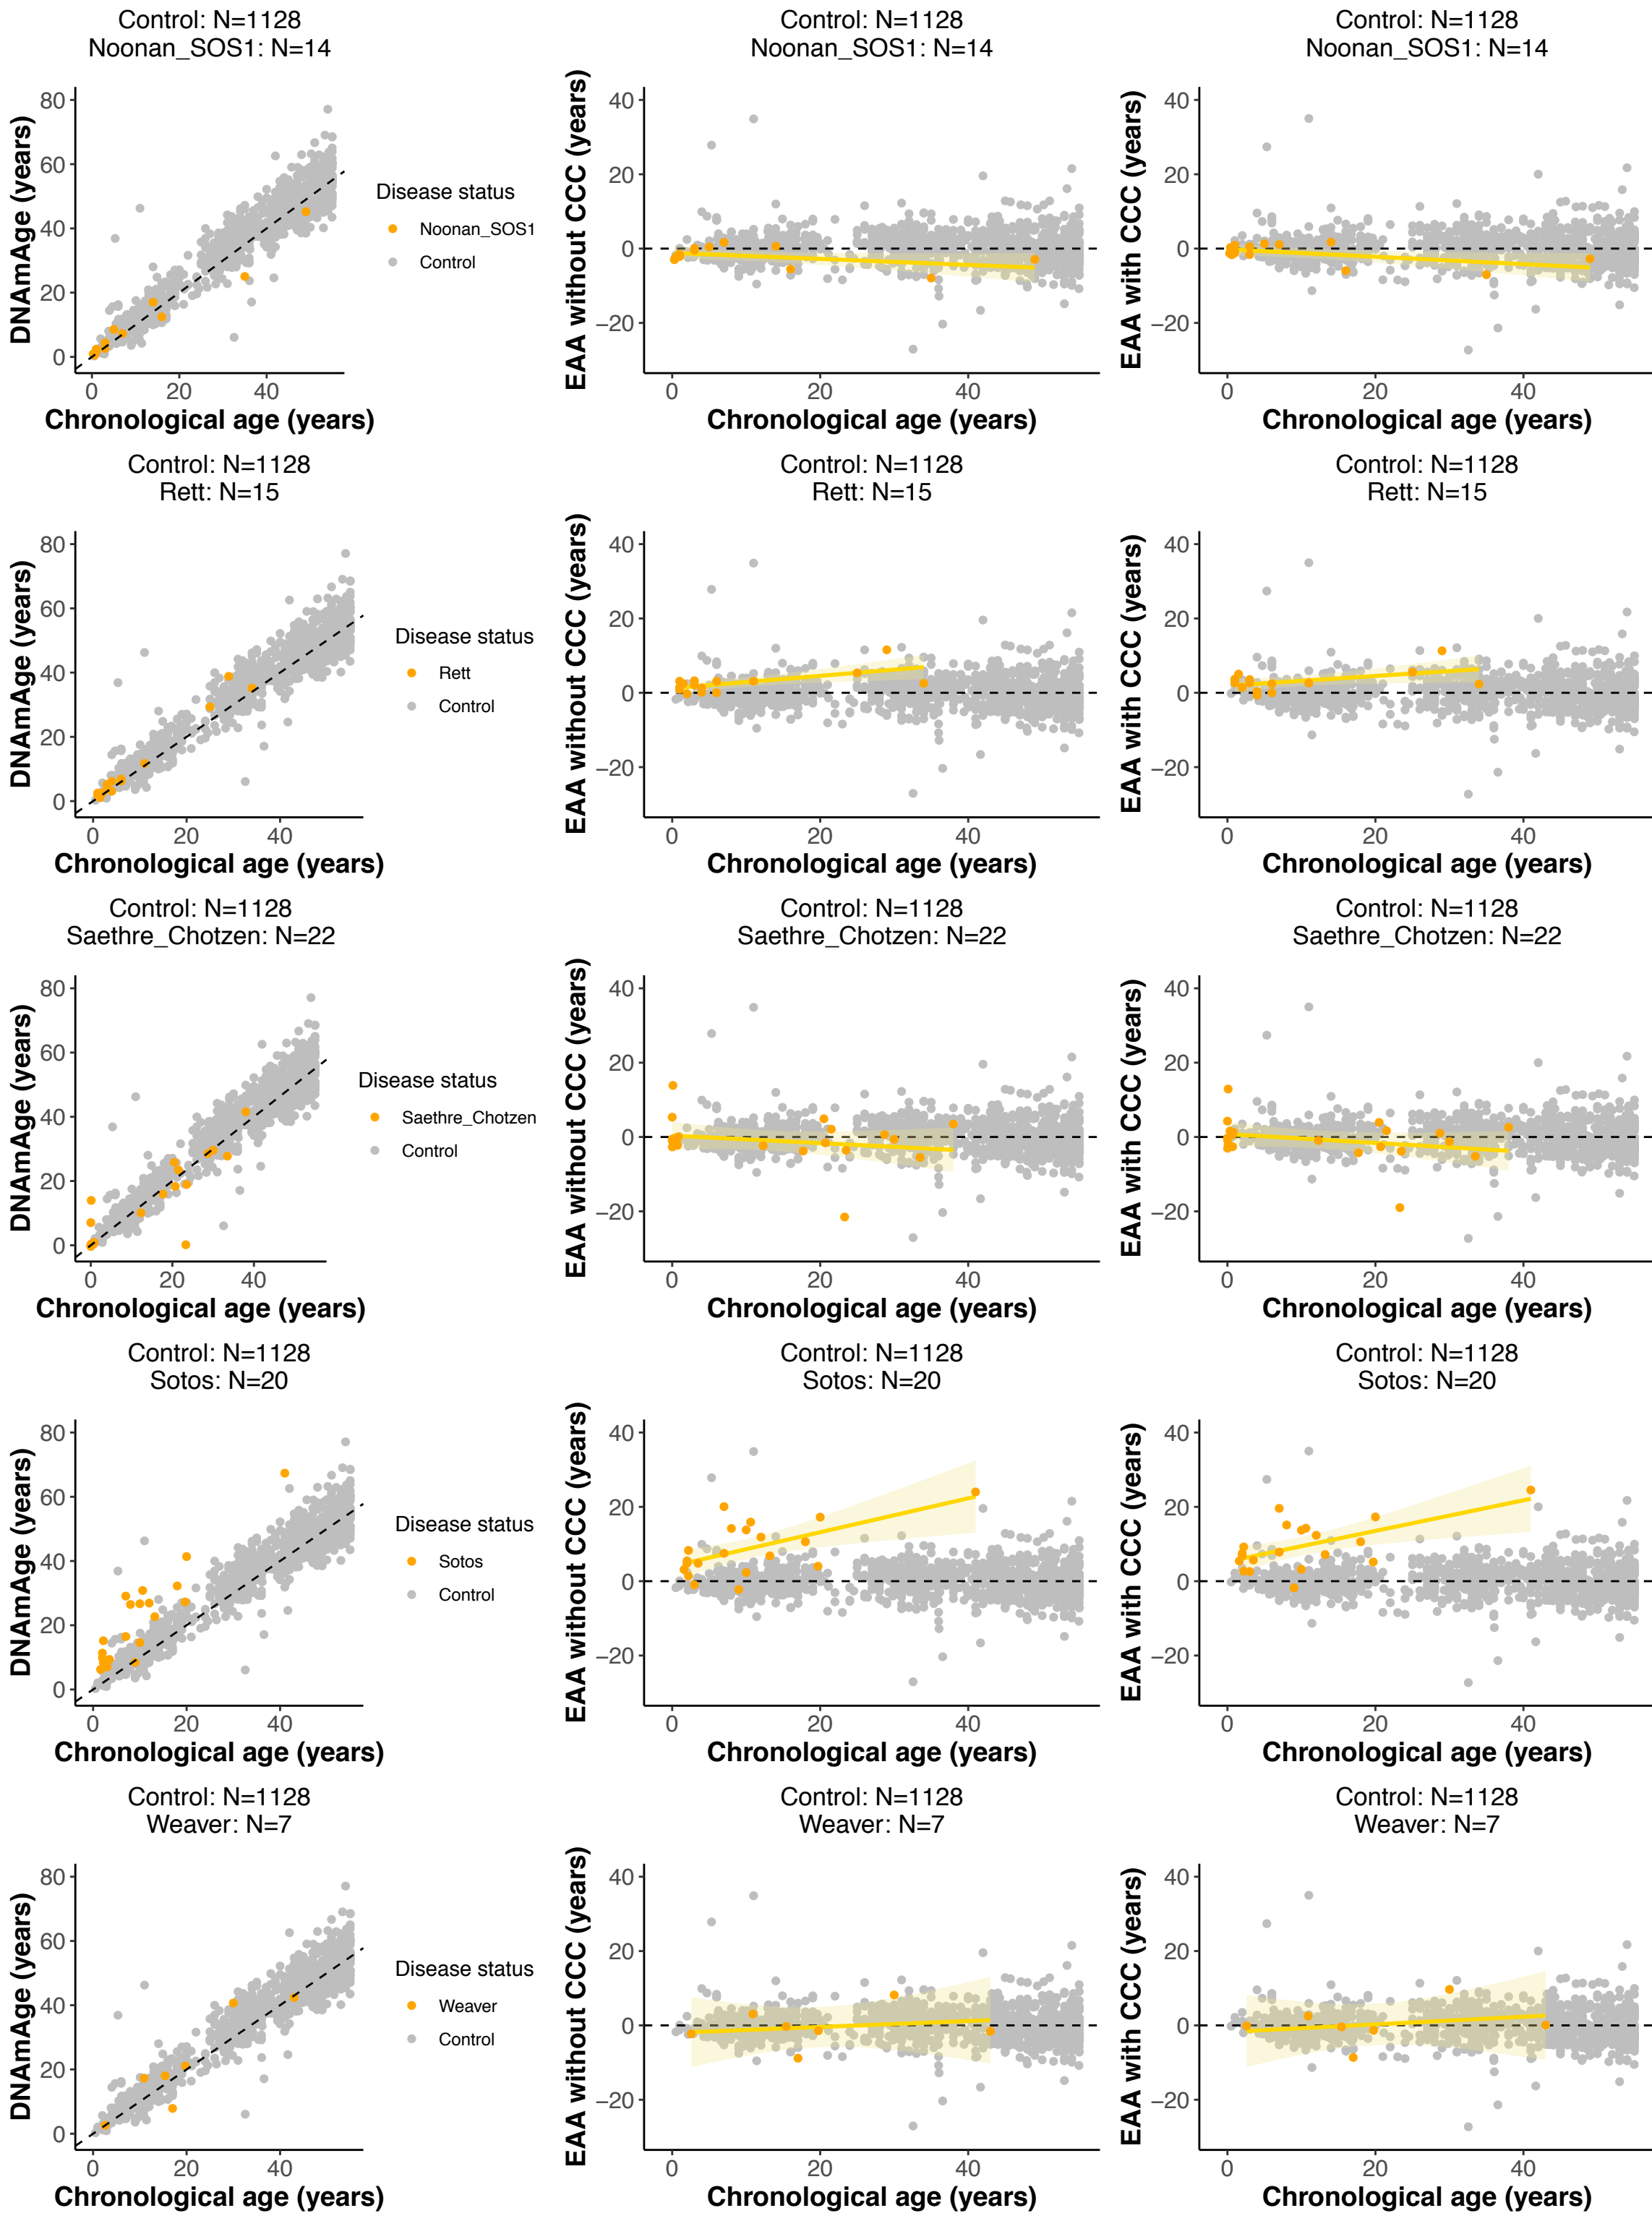 Control: N=1128
Noonan_SOS1: N=14
DNAmAge (years)
80
60
40
20
0
0 20 40
Chronological age (years)
Disease status
Noonan_SOS1
Control
Control: N=1128
Noonan_SOS1: N=14
EAA without CCC (years)
40
20
0
−20
0 20 40
Chronological age (years)
Control: N=1128
Noonan_SOS1: N=14
EAA with CCC (years)
40
20
0
−20
0 20 40
Chronological age (years)
Control: N=1128
Rett: N=15
DNAmAge (years)
80
60
40
20
0
0 20 40
Chronological age (years)
Disease status
Rett
Control
Control: N=1128
Rett: N=15
EAA without CCC (years)
40
20
0
−20
0 20 40
Chronological age (years)
Control: N=1128
Rett: N=15
EAA with CCC (years)
40
20
0
−20
0 20 40
Chronological age (years)
Control: N=1128
Saethre_Chotzen: N=22
DNAmAge (years)
80
60
40
20
0
0 20 40
Chronological age (years)
Disease status
Saethre_Chotzen
Control
Control: N=1128
Saethre_Chotzen: N=22
EAA without CCC (years)
40
20
0
−20
0 20 40
Chronological age (years)
Control: N=1128
Saethre_Chotzen: N=22
EAA with CCC (years)
40
20
0
−20
0 20 40
Chronological age (years)
Control: N=1128
Sotos: N=20
DNAmAge (years)
80
60
40
20
0
0 20 40
Chronological age (years)
Disease status
Sotos
Control
Control: N=1128
Sotos: N=20
EAA without CCC (years)
40
20
0
−20
0 20 40
Chronological age (years)
Control: N=1128
Sotos: N=20
EAA with CCC (years)
40
20
0
−20
0 20 40
Chronological age (years)
Control: N=1128
Weaver: N=7
DNAmAge (years)
80
60
40
20
0
0 20 40
Chronological age (years)
Disease status
Weaver
Control
Control: N=1128
Weaver: N=7
EAA without CCC (years)
40
20
0
−20
0 20 40
Chronological age (years)
Control: N=1128
Weaver: N=7
EAA with CCC (years)
40
20
0
−20
0 20 40
Chronological age (years)